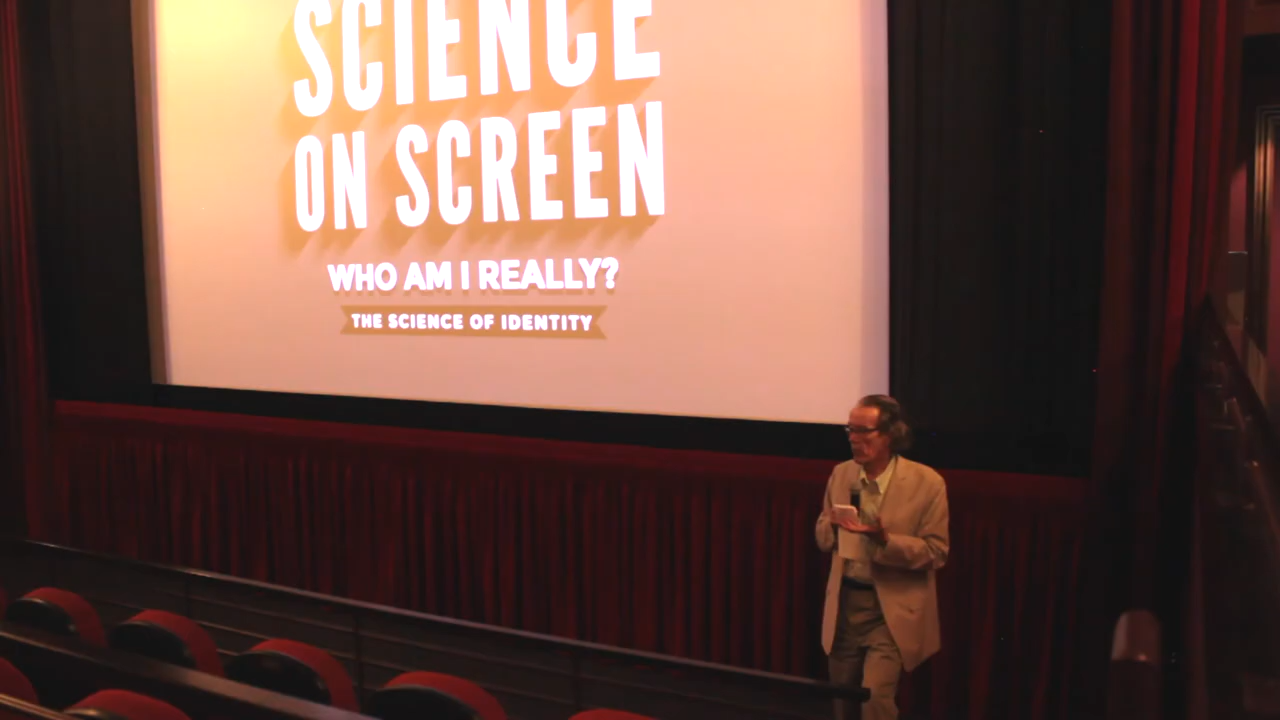 SCIENCE
ON SCREEN
WHO AM I REALLY?
THE SCIENCE OF IDENTITY